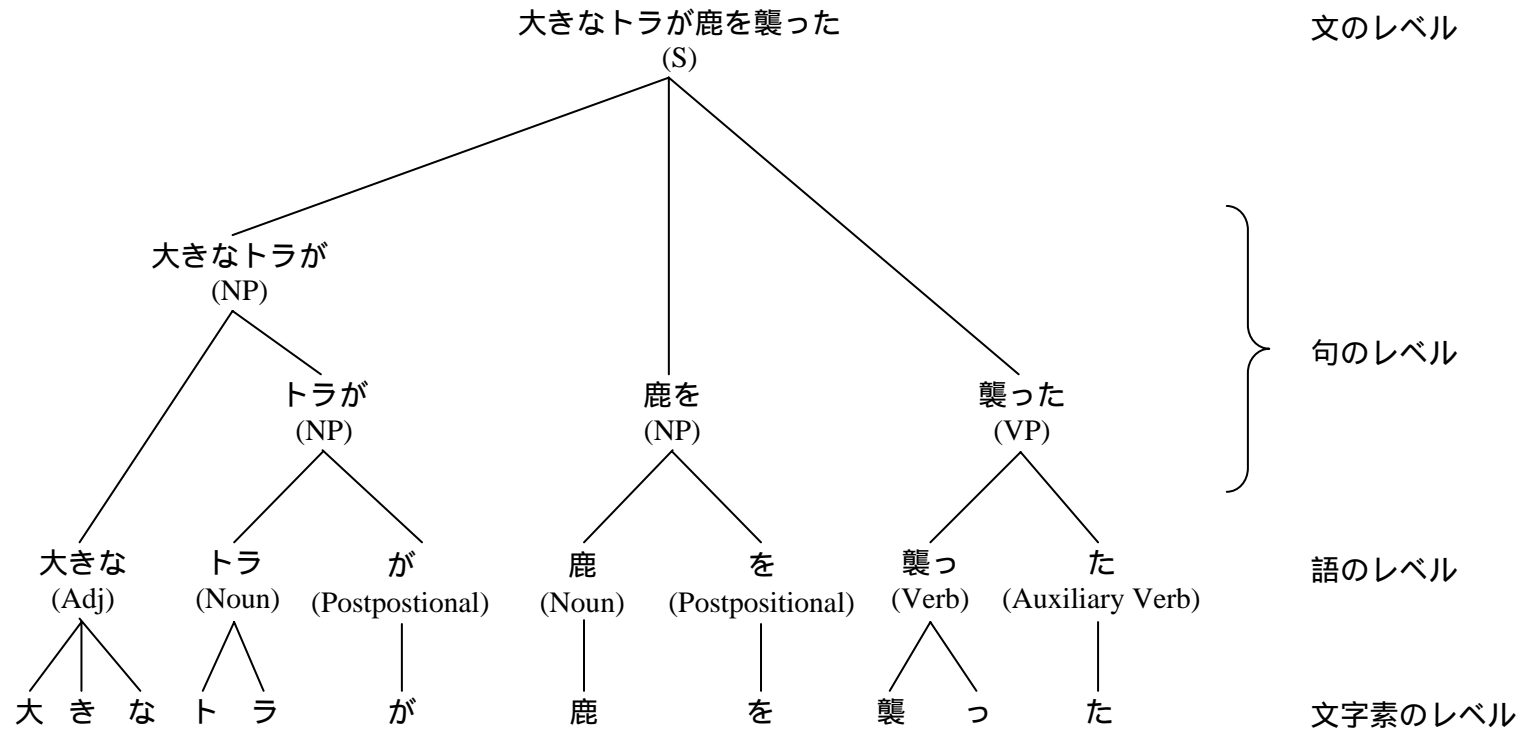 大きなトラが鹿を襲った 文のレベル
(S)
大きなトラが
(NP)
句のレベル
トラが 鹿を 襲った
(NP) (NP) (VP)
大きな トラ が 鹿 を 襲っ た 語のレベル
(Adj) (Noun) (Postpostional) (Noun) (Postpositional) (Verb) (Auxiliary Verb)
大 き な ト ラ が 鹿 を 襲 っ た 文字素のレベル